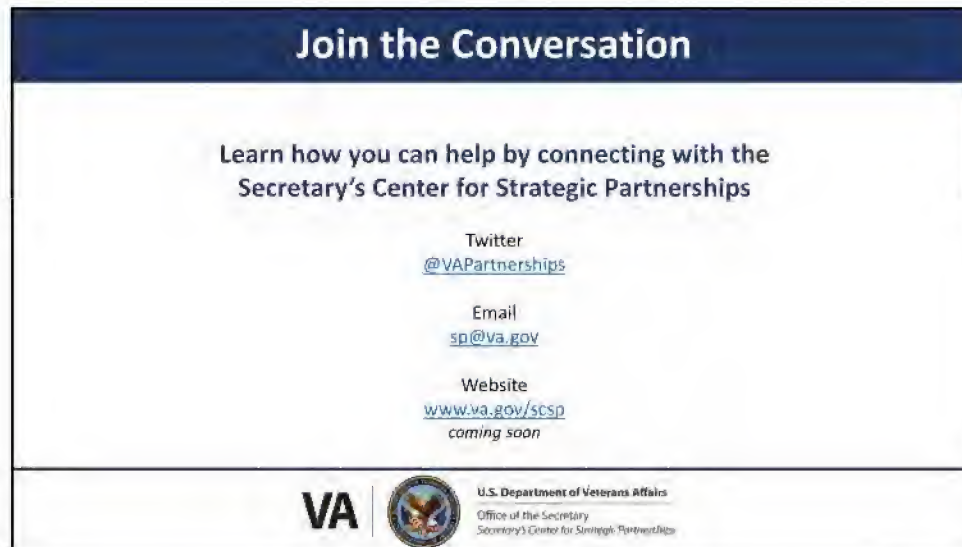 Join the Conversation
Learn how you can help by connecting with the
Secretary's Center for Strategic Partnerships
Twitter
@VAPartnerships
Email
sp@va.gov
Website
www.va.gov/scsp
coming soon
VA
U.S. Department of Veterans Affairs
Office of the Secretary
Secretary's Center for Strategic Partnerships